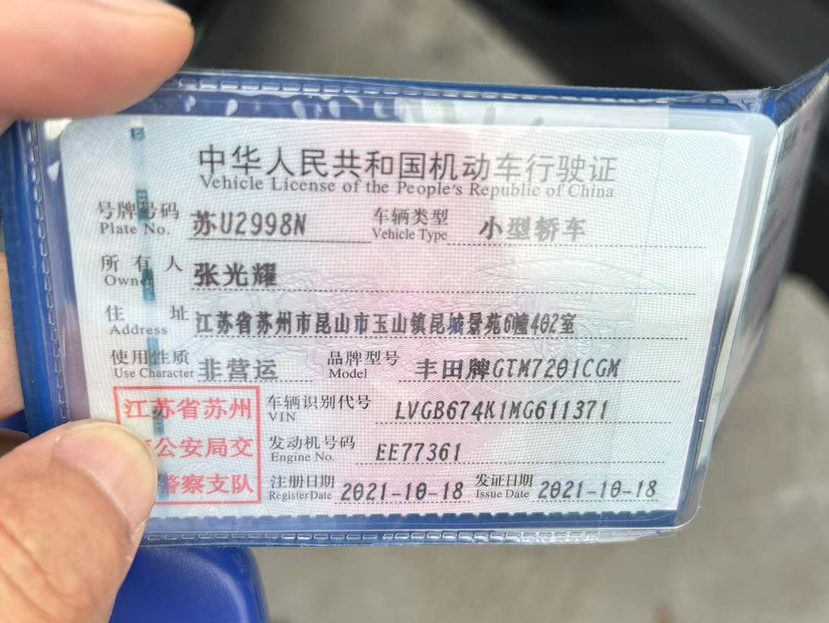 中华人民共和国机动车行驶证
Vehicle License of the People's Republic of China
号牌号码 苏U2998N 车辆类型 小型轿车
Plate No. Vehicle Type
所有人 张光耀
Owner
住址 江苏省苏州市昆山市玉山镇昆城景苑6幢402室
Address
使用性质 非营运 品牌型号 丰田牌GTM7201CGM
Use Character Model
江苏省苏州
公安局交
警察支队
车辆识别代号 LVGB674K1MG611371
VIN
发动机号码 EE77361
Engine No.
注册日期 2021-10-18 发证日期 2021-10-18
Register Date Issue Date